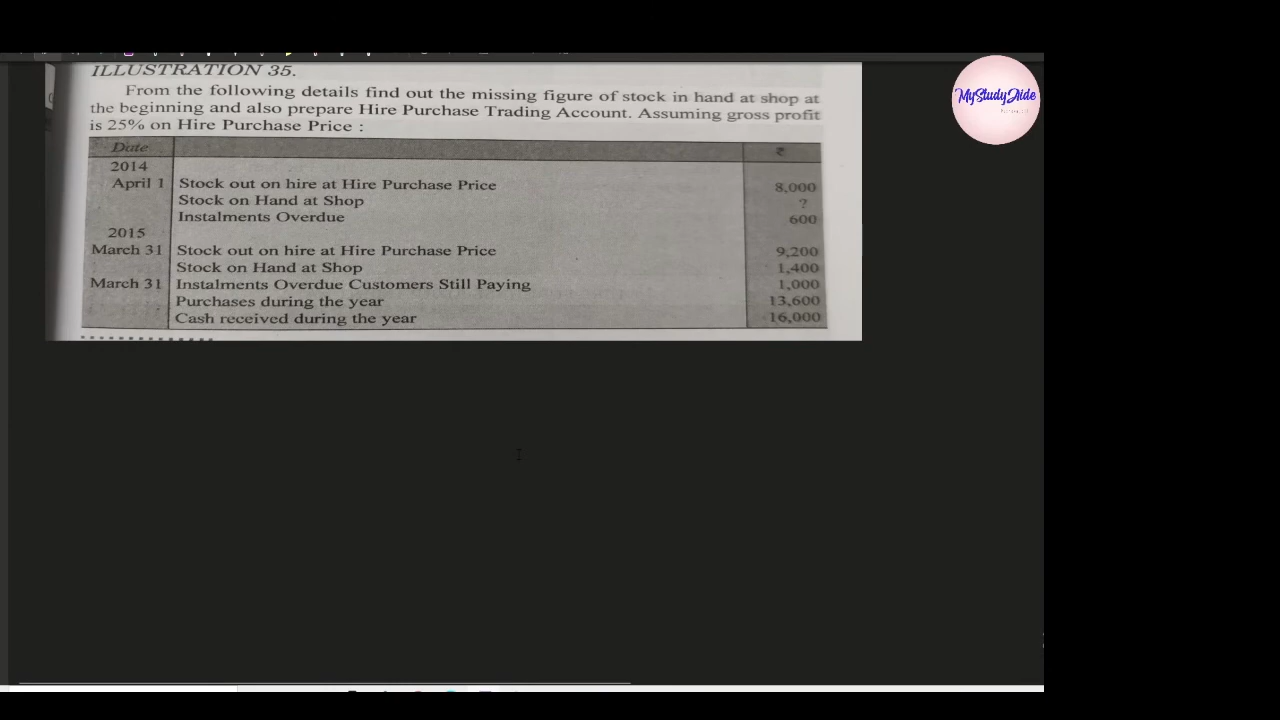 ILLUSTRATION 35.
From the following details find out the missing figure of stock in hand at shop at
the beginning and also prepare Hire Purchase Trading Account. Assuming gross profit
is 25% on Hire Purchase Price :
Date ₹
2014
April 1 Stock out on hire at Hire Purchase Price 8,000
Stock on Hand at Shop ?
Instalments Overdue 600
2015
March 31 Stock out on hire at Hire Purchase Price 9,200
Stock on Hand at Shop 1,400
March 31 Instalments Overdue Customers Still Paying 1,000
Purchases during the year 13,600
Cash received during the year 16,000
MyStudyJide